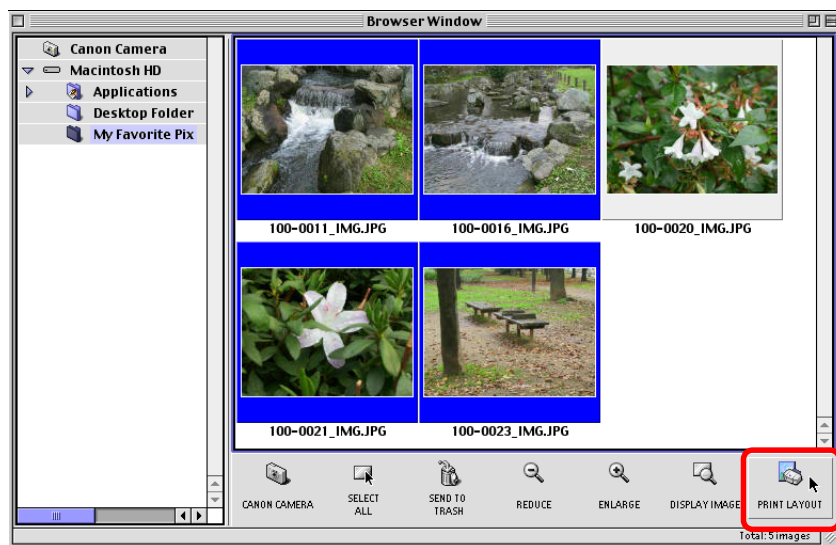 Browser Window
Canon Camera
Macintosh HD
Applications
Desktop Folder
My Favorite Pix
100-0011_IMG.JPG
100-0016_IMG.JPG
100-0020_IMG.JPG
100-0021_IMG.JPG
100-0023_IMG.JPG
CANON CAMERA
SELECT
ALL
SEND TO
TRASH
REDUCE
ENLARGE
DISPLAY IMAGE
PRINT LAYOUT
Total:5images